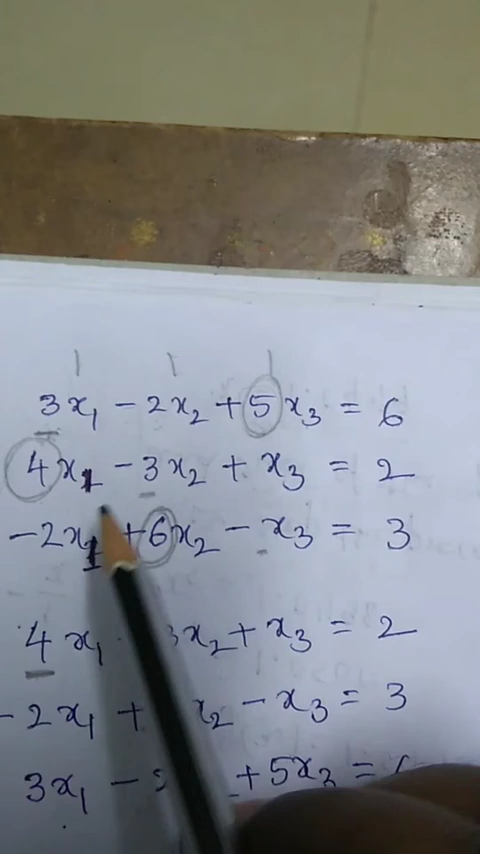 3x₁ - 2x₂ + 5x₃ = 6
4x₁ - 3x₂ + x₃ = 2
-2x₁ + 6x₂ - x₃ = 3
4x₁ 3x₂ + x₃ = 2
-2x₁ + x₂ - x₃ = 3
3x₁ - + 5x₃ =